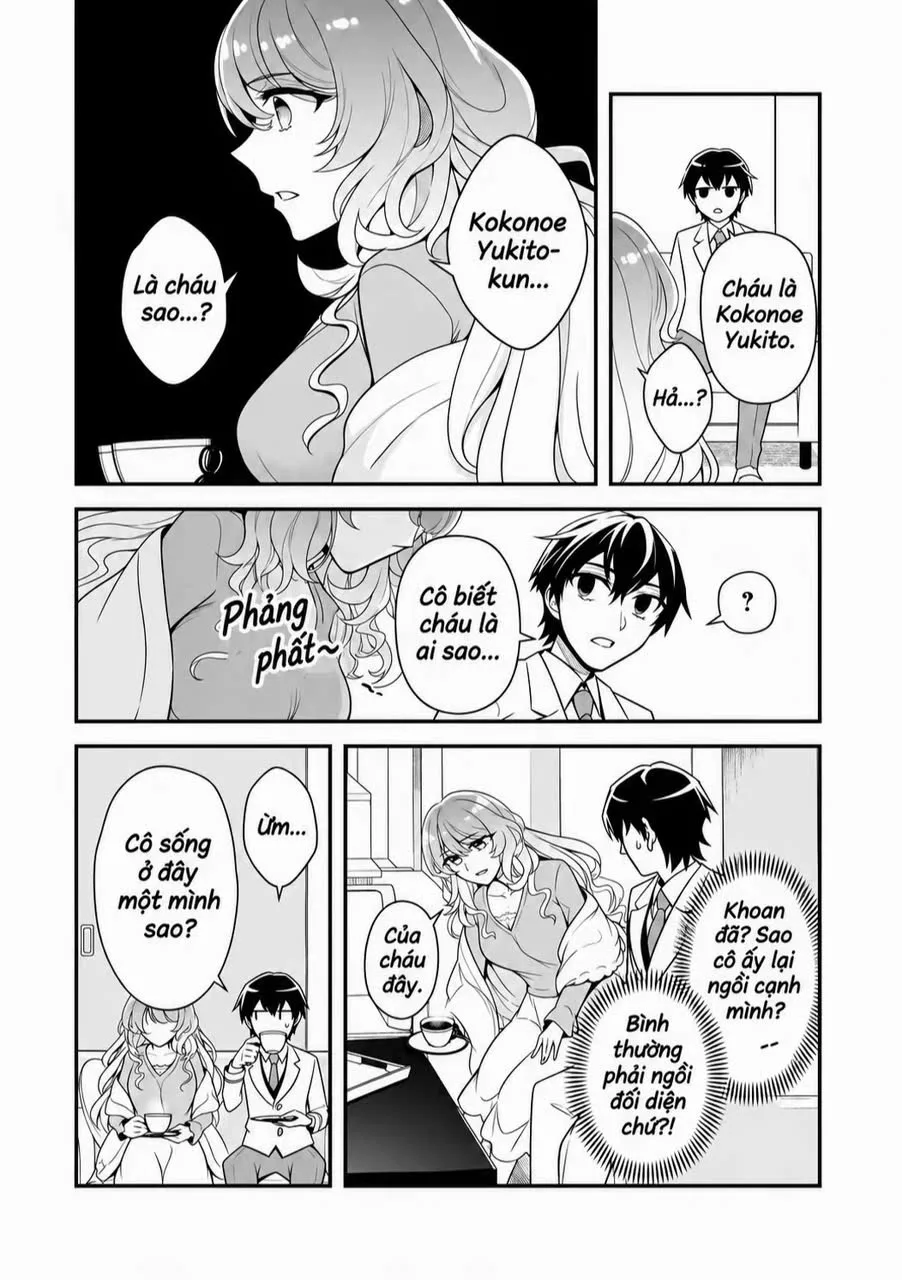 Cháu là
Kokonoe
Yukito.
Hả...?
Kokonoe
Yukito-
kun...
Là cháu
sao...?
?
Cô biết
cháu là
ai sao...
Phảng
phất~
Khoan
đã? Sao
cô ấy lại
ngồi cạnh
mình?
--
Bình
thường
phải ngồi
đối diện
chứ?!
Của
cháu
đây.
Ừm...
Cô sống
ở đây
một mình
sao?